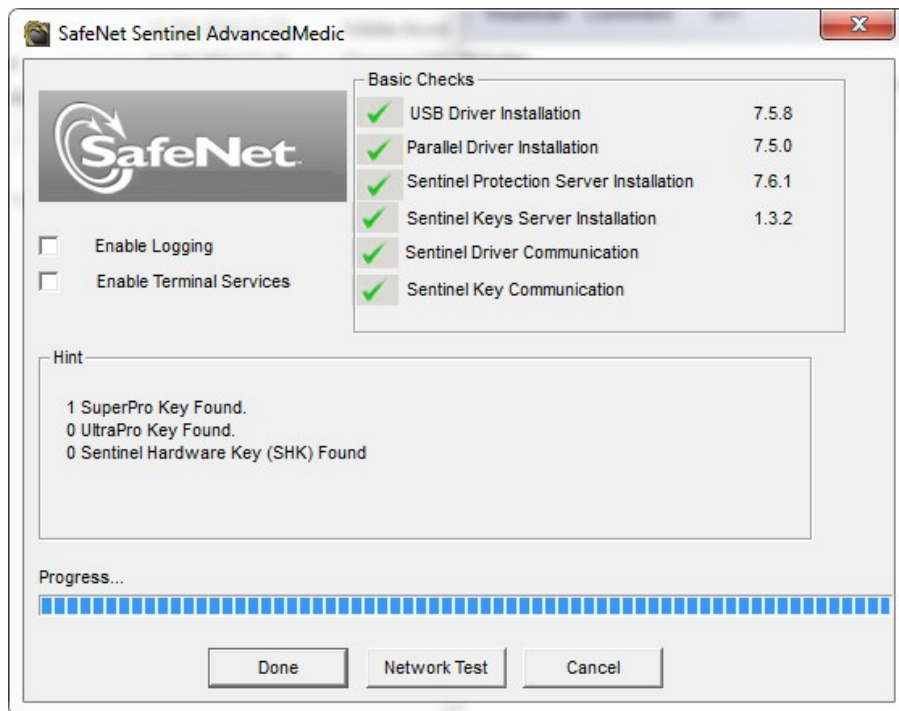 SafeNet Sentinel AdvancedMedic
SafeNet
Basic Checks
USB Driver Installation 7.5.8
Parallel Driver Installation 7.5.0
Sentinel Protection Server Installation 7.6.1
Sentinel Keys Server Installation 1.3.2
Sentinel Driver Communication
Sentinel Key Communication
Enable Logging
Enable Terminal Services
Hint
1 SuperPro Key Found.
0 UltraPro Key Found.
0 Sentinel Hardware Key (SHK) Found
Progress...
Done Network Test Cancel